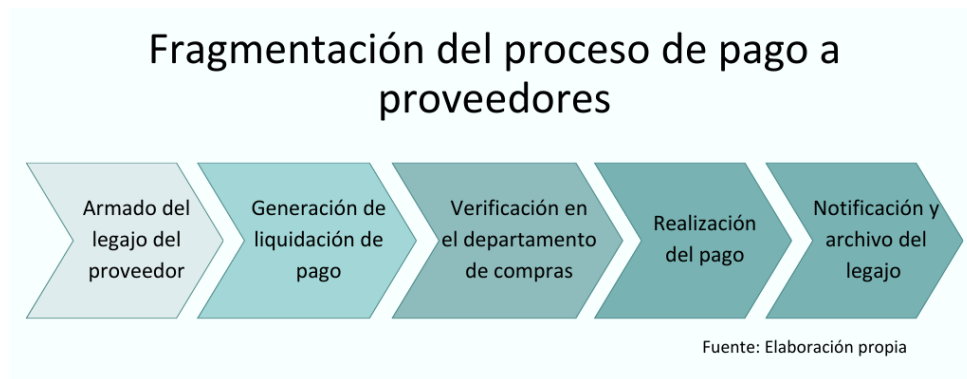 Fragmentación del proceso de pago a
proveedores
Armado del
legajo del
proveedor
Generación de
liquidación de
pago
Verificación en
el departamento
de compras
Realización
del pago
Notificación y
archivo del
legajo
Fuente: Elaboración propia